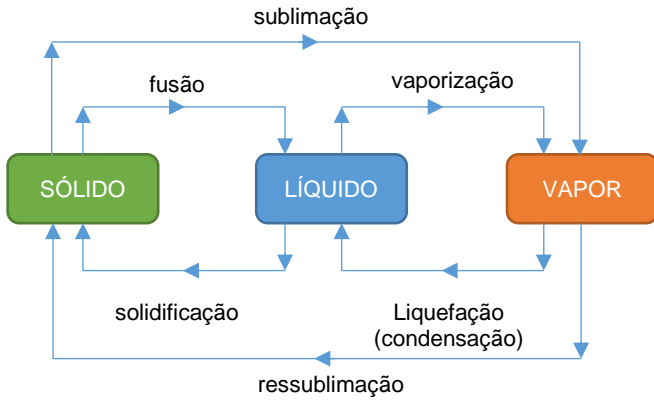 sublimação
fusão
vaporização
SÓLIDO
LÍQUIDO
VAPOR
solidificação
Liquefação
(condensação)
ressublimação